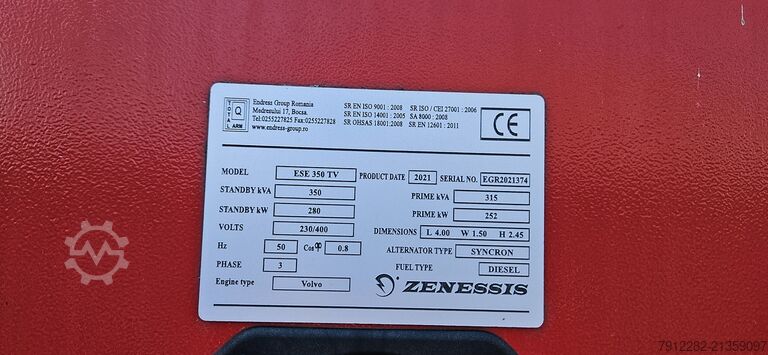 TOTAL ALARM Q
Endress Group Romania
Madresului 17, Bocsa.
Tel:0255227825 Fax:0255227828
www.endress-group.ro
SR EN ISO 9001 : 2008 SR ISO / CEI 27001 : 2006
SR EN ISO 14001 : 2005 SA 8000 : 2008
SR OHSAS 18001:2008 SR EN 12601 : 2011
CE
MODEL ESE 350 TV PRODUCT DATE 2021 SERIAL NO. EGR2021374
STANDBY kVA 350 PRIME kVA 315
STANDBY kW 280 PRIME kW 252
VOLTS 230/400 DIMENSIONS L 4.00 W 1.50 H 2.45
Hz 50 Cosφ 0.8 ALTERNATOR TYPE SYNCRON
PHASE 3 FUEL TYPE DIESEL
Engine type Volvo ZENESSIS
7912282-21359097